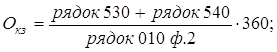 Oкз = (рядок 530 + рядок 540) / (рядок 010 ф.2) · 360;